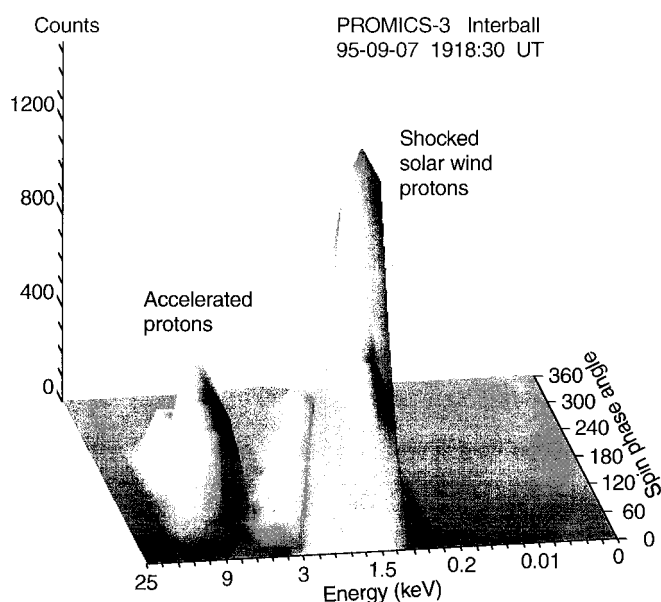 Counts
PROMICS-3 Interball
95-09-07 1918:30 UT
1200
800
400
0
Shocked
solar wind
protons
Accelerated
protons
360
300
240
180
120
60
0
Spin phase angle
25
9
3
1.5
0.2
0.01
0
Energy (keV)